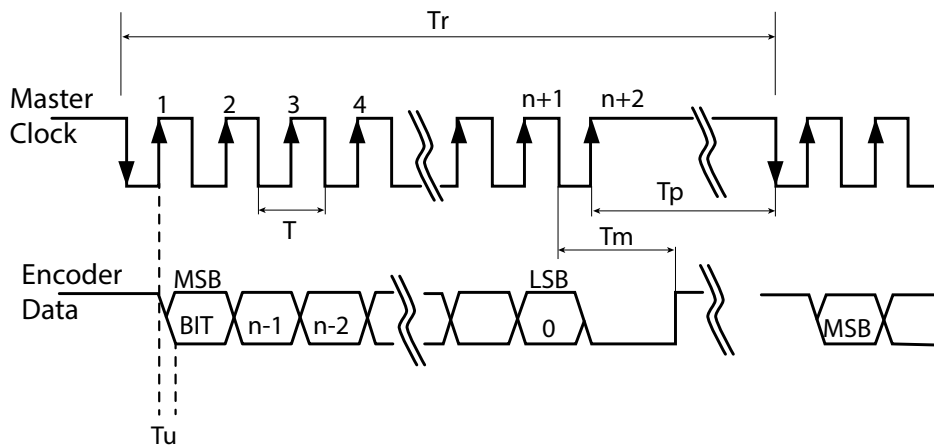 Tr
Master
Clock
1 2 3 4 n+1 n+2
T
Tp
Tm
Encoder
Data
MSB
BIT n-1 n-2
LSB
0
MSB
Tu